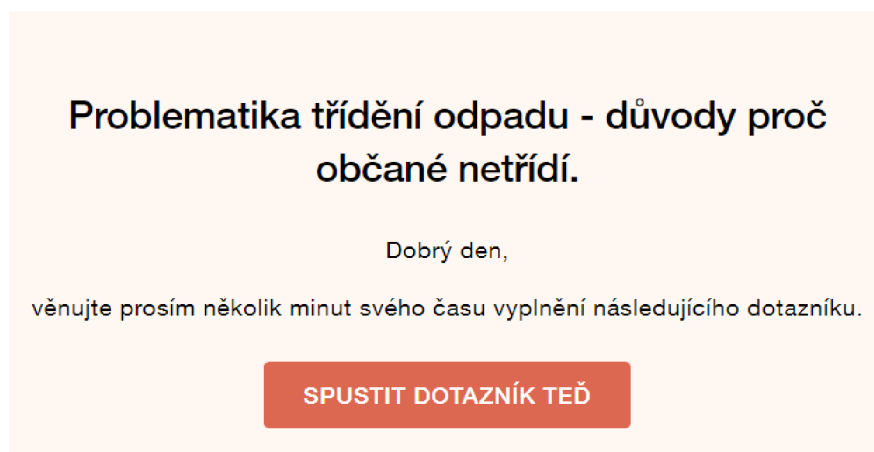 Problematika třídění odpadu - důvody proč
občané netřídí.
Dobrý den,
věnujte prosím několik minut svého času vyplnění následujícího dotazníku.
SPUSTIT DOTAZNÍK TEĎ